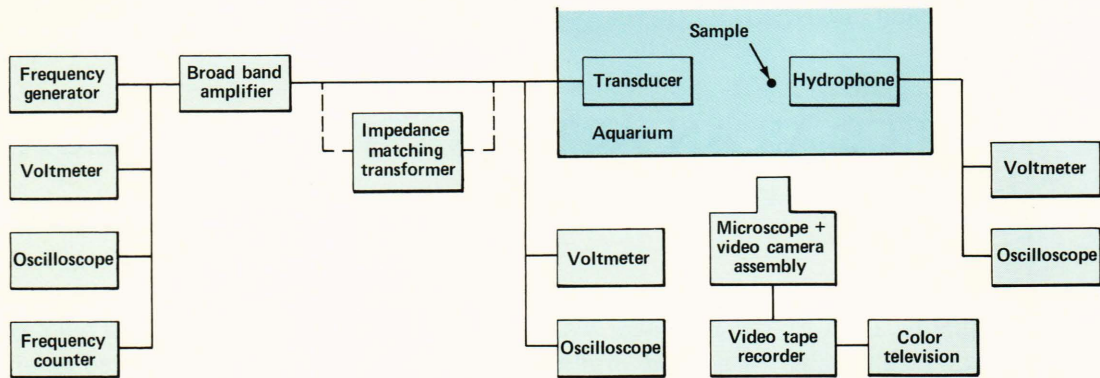 Frequency
generator
Broad band
amplifier
Voltmeter
Oscilloscope
Frequency
counter
Impedance
matching
transformer
Transducer
Sample
Hydrophone
Aquarium
Voltmeter
Oscilloscope
Microscope +
video camera
assembly
Video tape
recorder
Color
television
Voltmeter
Oscilloscope